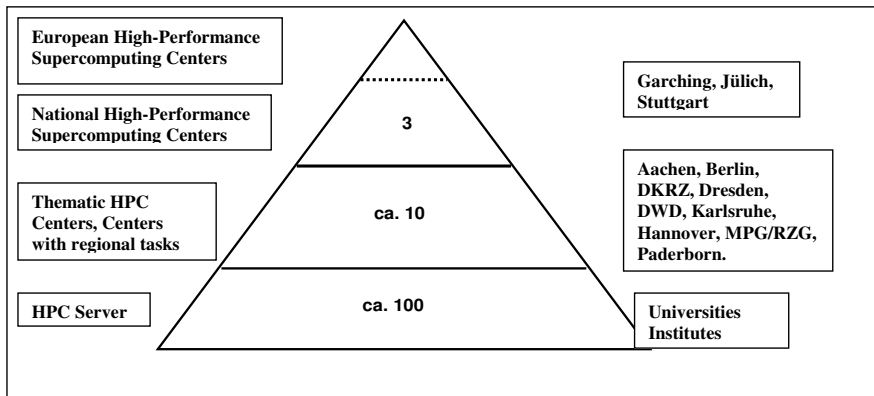 European High-Performance
Supercomputing Centers
National High-Performance
Supercomputing Centers
3
Garching, Jülich,
Stuttgart
Thematic HPC
Centers, Centers
with regional tasks
ca. 10
Aachen, Berlin,
DKRZ, Dresden,
DWD, Karlsruhe,
Hannover, MPG/RZG,
Paderborn.
HPC Server
ca. 100
Universities
Institutes